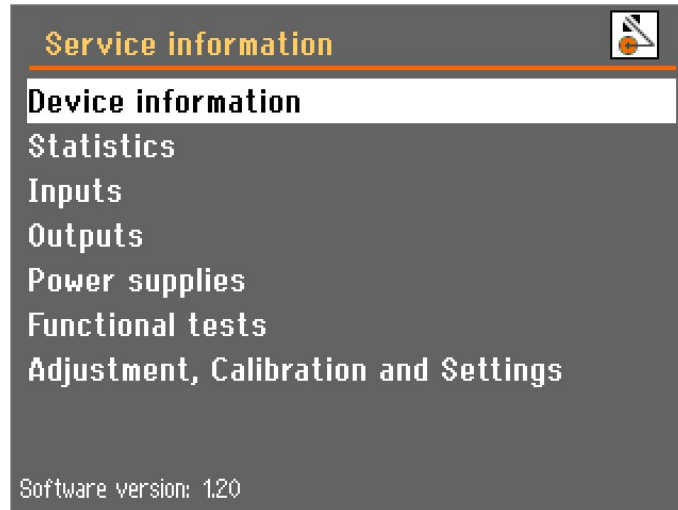 Service information
Device information
Statistics
Inputs
Outputs
Power supplies
Functional tests
Adjustment, Calibration and Settings
Software version: 1.20